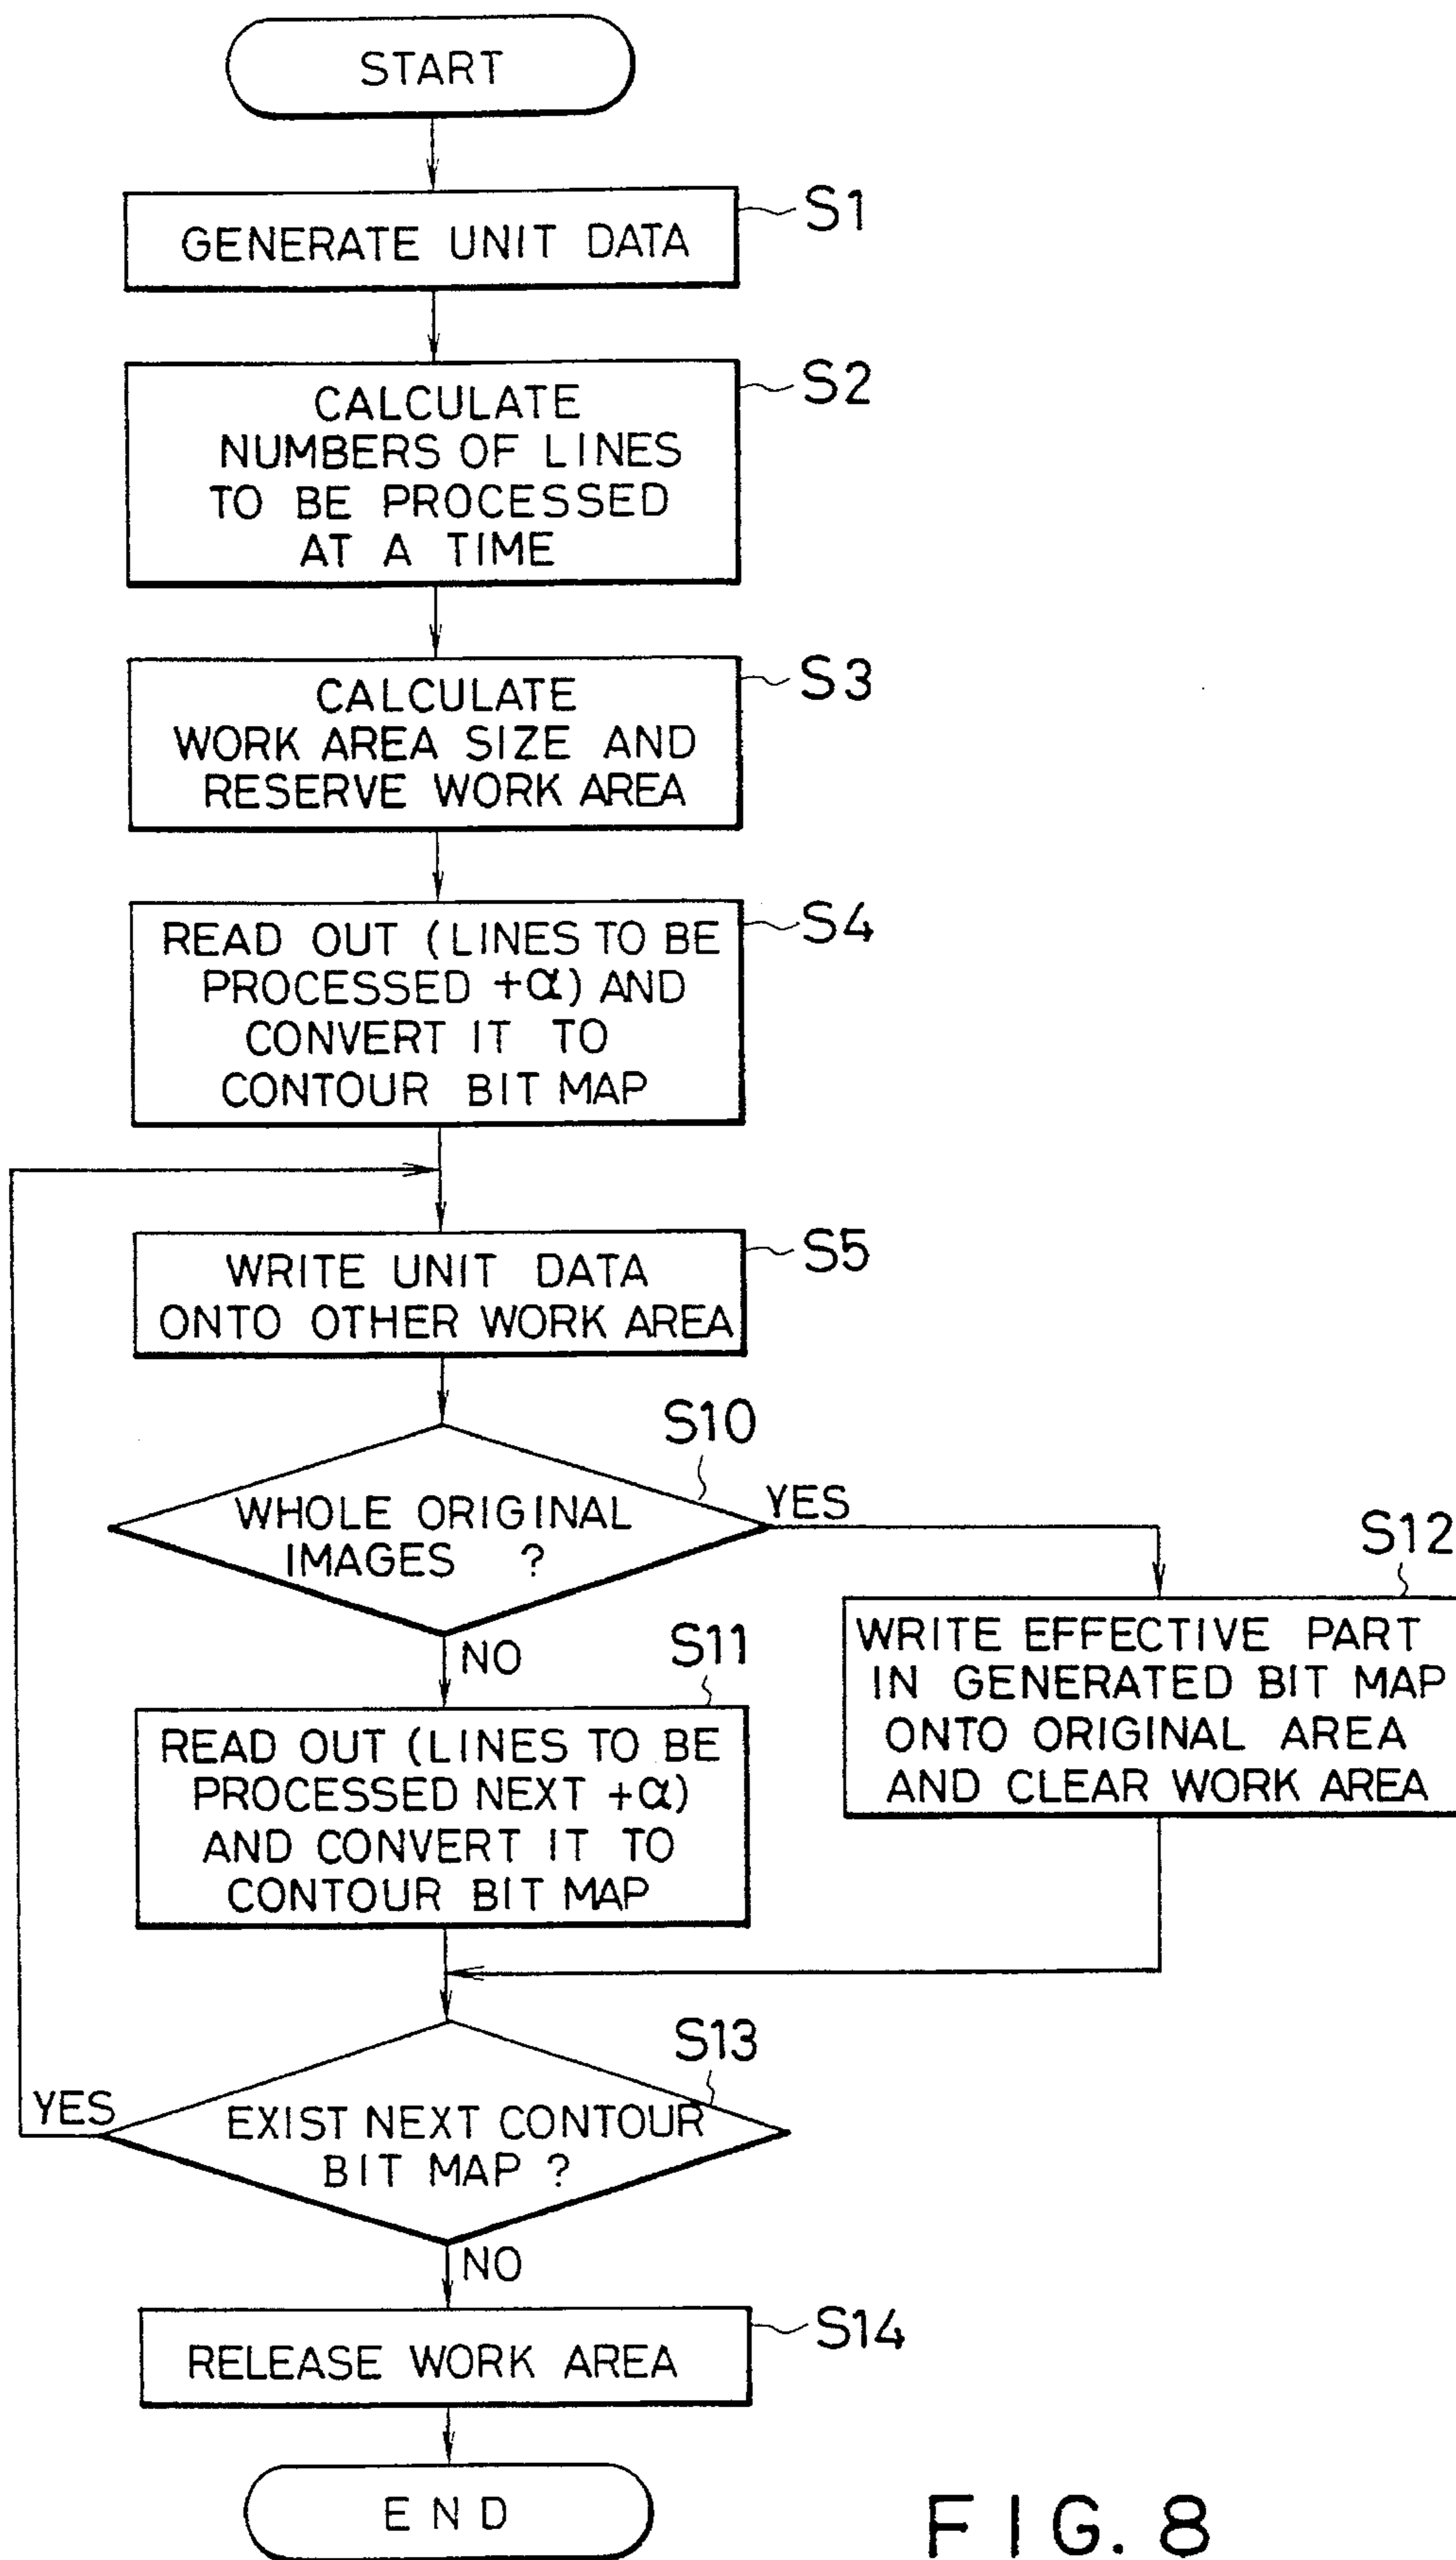 START
S1
GENERATE UNIT DATA
S2
CALCULATE
NUMBERS OF LINES
TO BE PROCESSED
AT A TIME
S3
CALCULATE
WORK AREA SIZE AND
RESERVE WORK AREA
S4
READ OUT (LINES TO BE
PROCESSED +α) AND
CONVERT IT TO
CONTOUR BIT MAP
S5
WRITE UNIT DATA
ONTO OTHER WORK AREA
S10
WHOLE ORIGINAL
IMAGES ?
YES
NO
S12
WRITE EFFECTIVE PART
IN GENERATED BIT MAP
ONTO ORIGINAL AREA
AND CLEAR WORK AREA
S11
READ OUT (LINES TO BE
PROCESSED NEXT +α)
AND CONVERT IT TO
CONTOUR BIT MAP
S13
EXIST NEXT CONTOUR
BIT MAP ?
YES
NO
S14
RELEASE WORK AREA
END
FIG. 8